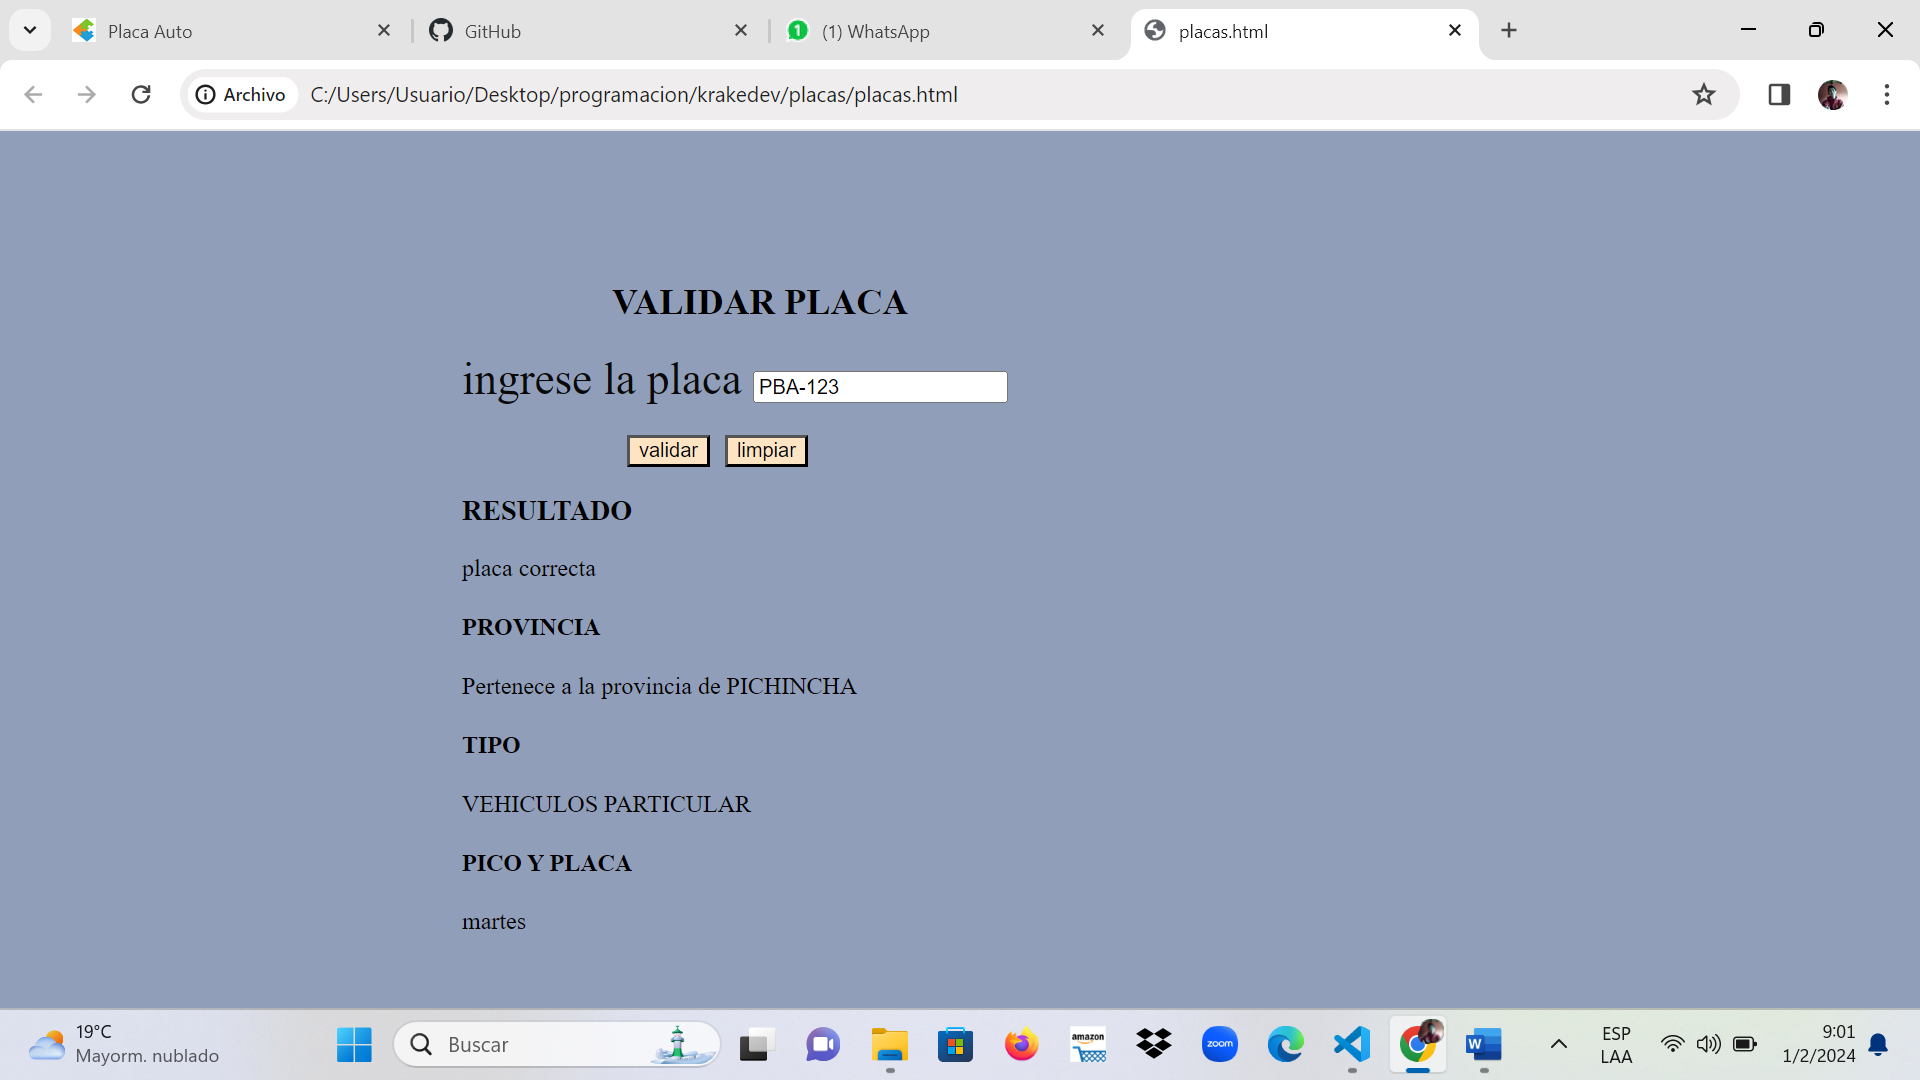 Placa Auto
GitHub
(1) WhatsApp
placas.html
Archivo
C:/Users/Usuario/Desktop/programacion/krakedev/placas/placas.html
VALIDAR PLACA
ingrese la placa PBA-123
validar limpiar
RESULTADO
placa correcta
PROVINCIA
Pertenece a la provincia de PICHINCHA
TIPO
VEHICULOS PARTICULAR
PICO Y PLACA
martes
19°C
Mayorm. nublado
Buscar
amazon
zoom
W
ESP
LAA
9:01
1/2/2024